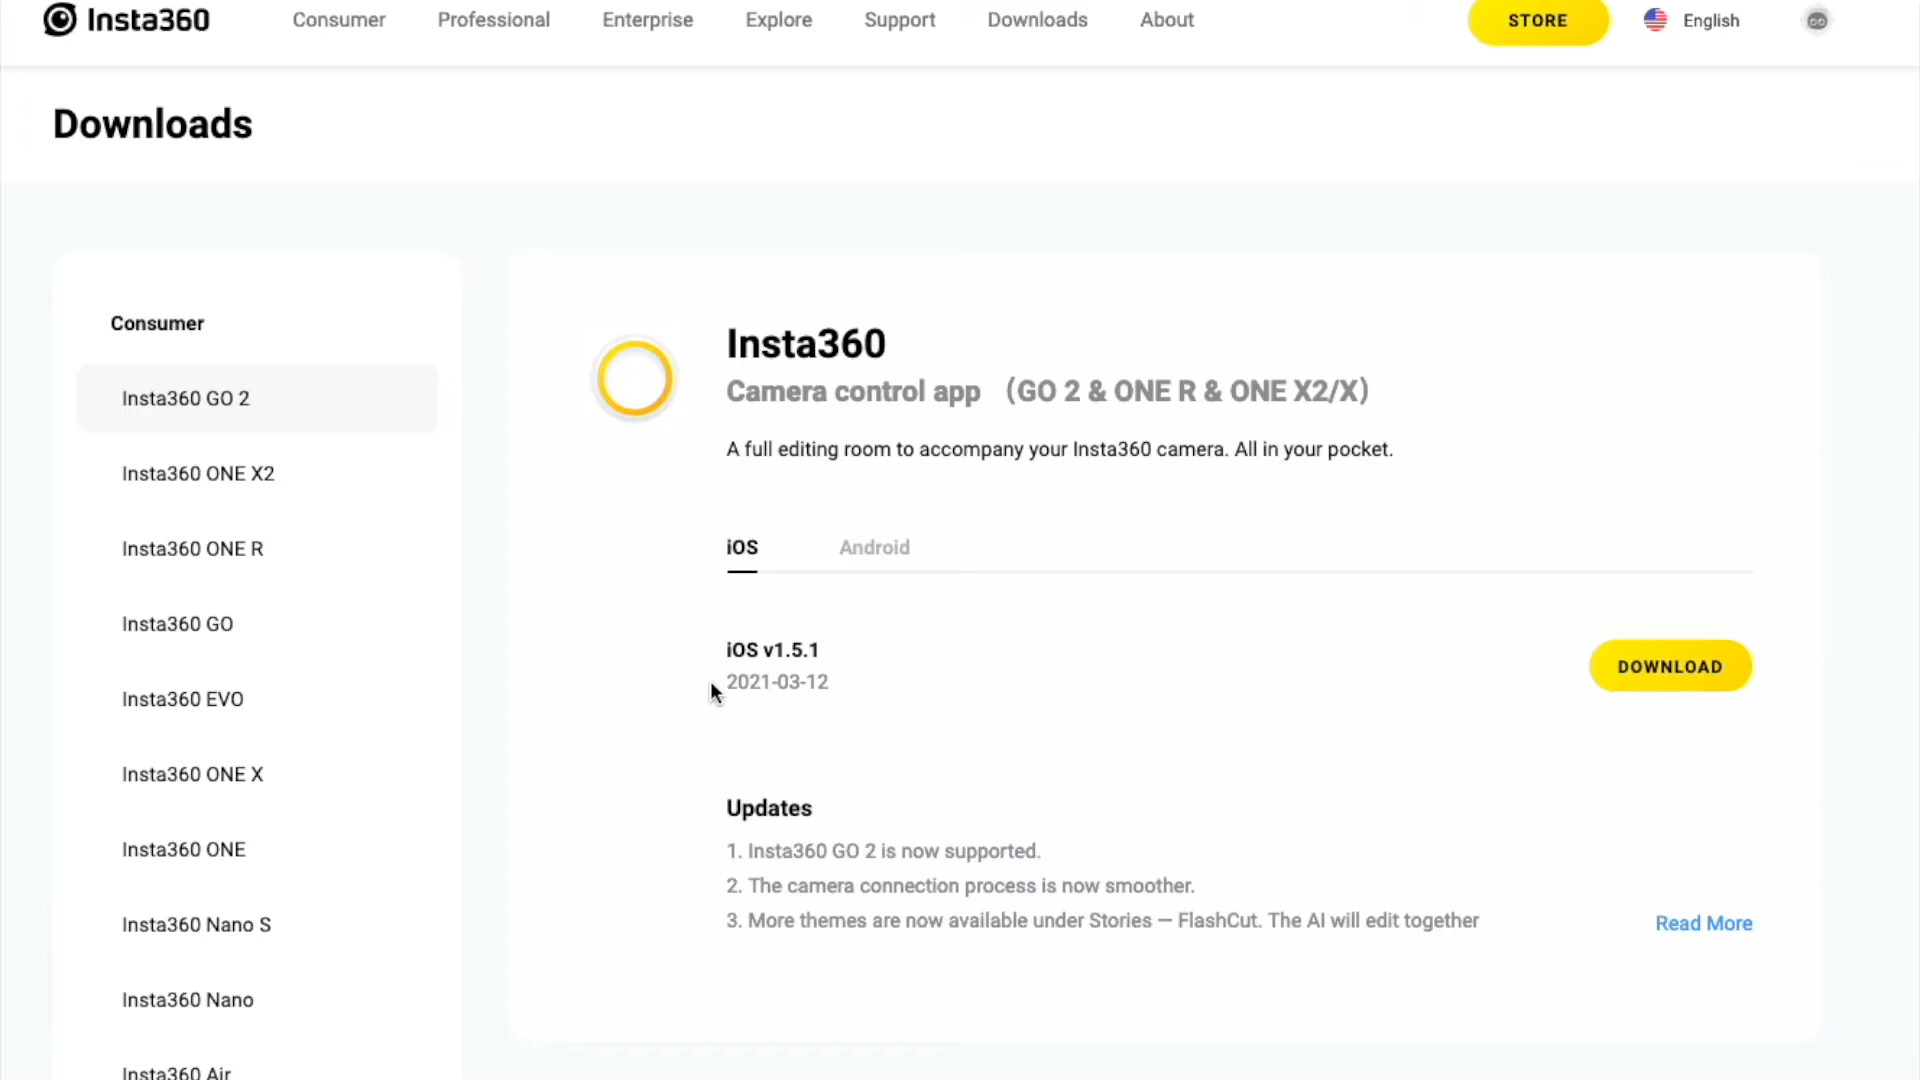 Insta360
Consumer
Professional
Enterprise
Explore
Support
Downloads
About
STORE
English
Downloads
Consumer
Insta360 GO 2
Insta360 ONE X2
Insta360 ONE R
Insta360 GO
Insta360 EVO
Insta360 ONE X
Insta360 ONE
Insta360 Nano S
Insta360 Nano
Insta360 Air
Insta360
Camera control app （GO 2 & ONE R & ONE X2/X）
A full editing room to accompany your Insta360 camera. All in your pocket.
iOS
Android
iOS v1.5.1
2021-03-12
DOWNLOAD
Updates
1. Insta360 GO 2 is now supported.
2. The camera connection process is now smoother.
3. More themes are now available under Stories — FlashCut. The AI will edit together
Read More